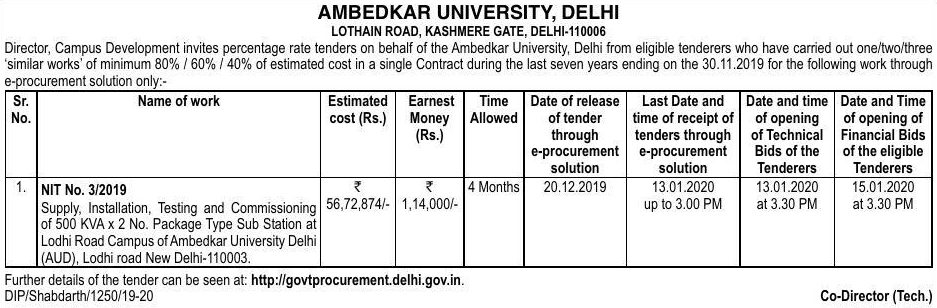 AMBEDKAR UNIVERSITY, DELHI
LOTHAIN ROAD, KASHMERE GATE, DELHI-110006
Director, Campus Development invites percentage rate tenders on behalf of the Ambedkar University, Delhi from eligible tenderers who have carried out one/two/three
‘similar works’ of minimum 80% / 60% / 40% of estimated cost in a single Contract during the last seven years ending on the 30.11.2019 for the following work through
e-procurement solution only:-
Sr. No.
Name of work
Estimated cost (Rs.)
Earnest Money (Rs.)
Time Allowed
Date of release of tender through e-procurement solution
Last Date and time of receipt of tenders through e-procurement solution
Date and time of opening of Technical Bids of the Tenderers
Date and Time of opening of Financial Bids of the eligible Tenderers
1.
NIT No. 3/2019
Supply, Installation, Testing and Commissioning
of 500 KVA x 2 No. Package Type Sub Station at
Lodhi Road Campus of Ambedkar University Delhi
(AUD), Lodhi road New Delhi-110003.
₹ 56,72,874/-
₹ 1,14,000/-
4 Months
20.12.2019
13.01.2020 up to 3.00 PM
13.01.2020 at 3.30 PM
15.01.2020 at 3.30 PM
Further details of the tender can be seen at: http://govtprocurement.delhi.gov.in.
DIP/Shabdarth/1250/19-20
Co-Director (Tech.)